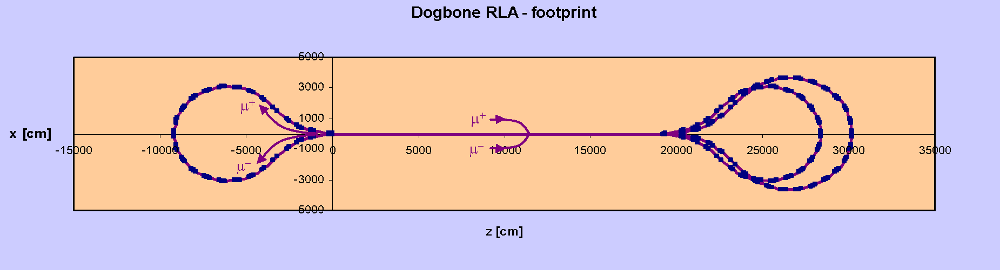 Dogbone RLA - footprint
5000
3000
μ+
μ+
1000
x [cm]
-15000 -10000 -5000 0 5000 10000 15000 20000 25000 30000 35000
-1000
μ−
μ−
-3000
-5000
z [cm]